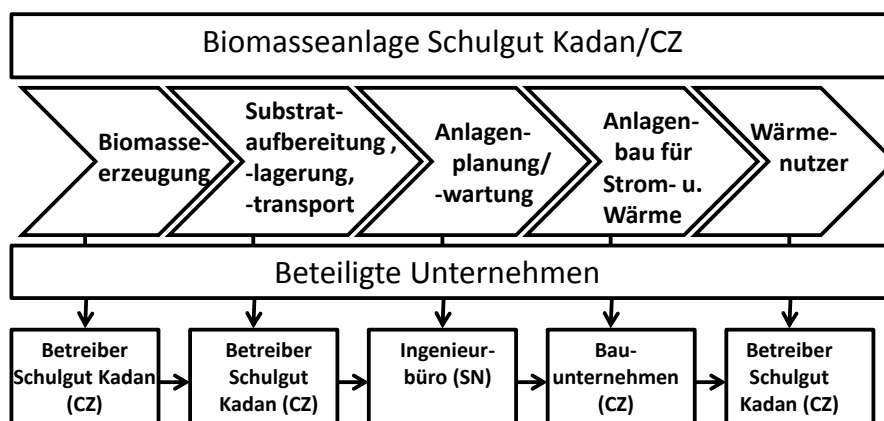 Biomasseanlage Schulgut Kadan/CZ
Biomasse-
erzeugung
Substrat-
aufbereitung ,
-lagerung,
-transport
Anlagen-
planung/
-wartung
Anlagen-
bau für
Strom- u.
Wärme
Wärme-
nutzer
Beteiligte Unternehmen
Betreiber
Schulgut Kadan
(CZ)
Betreiber
Schulgut
Kadan (CZ)
Ingenieur-
büro (SN)
Bau-
unternehmen
(CZ)
Betreiber
Schulgut
Kadan (CZ)